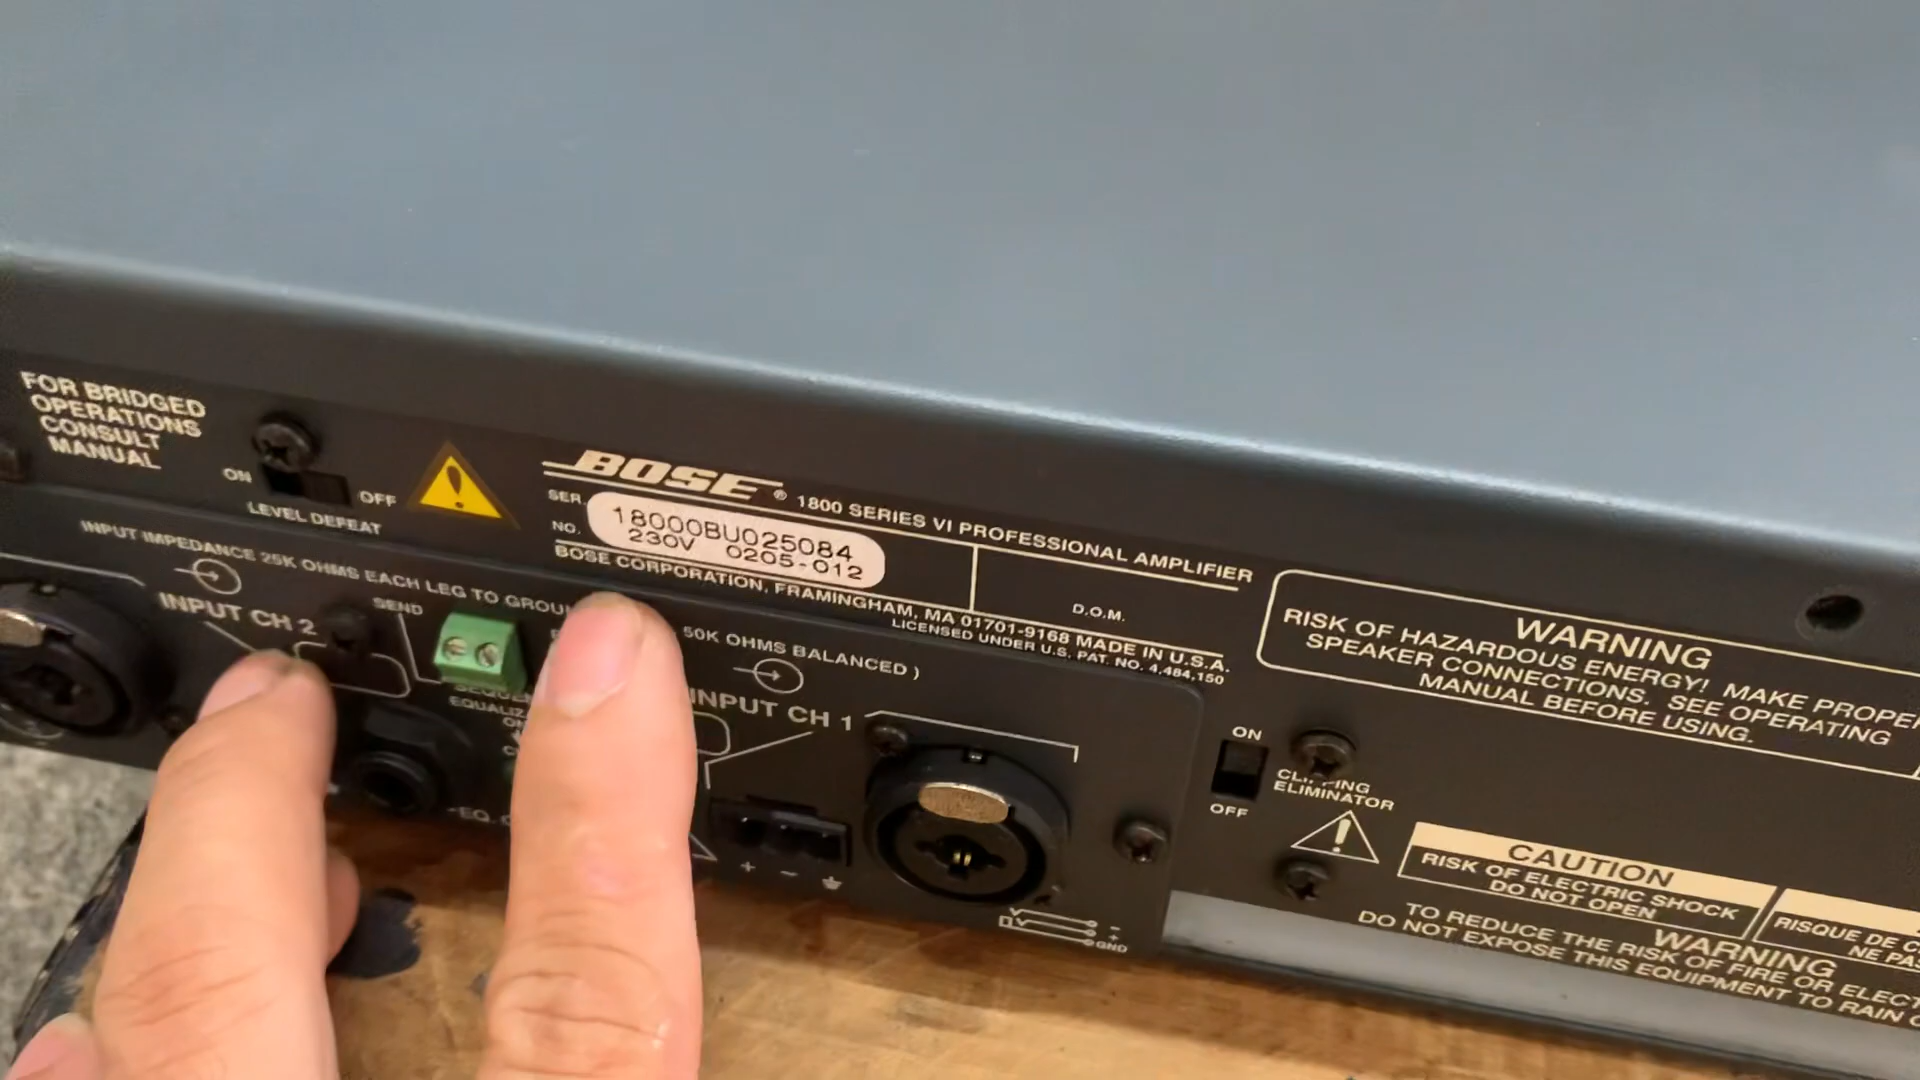 FOR BRIDGED
OPERATIONS
CONSULT
MANUAL
ON
OFF
LEVEL DEFEAT
BOSE® 1800 SERIES VI PROFESSIONAL AMPLIFIER
SER.
NO.
18000BU025084
230V 0205-012
BOSE CORPORATION, FRAMINGHAM, MA 01701-9168 MADE IN U.S.A.
LICENSED UNDER U.S. PAT. NO. 4,484,150
D.O.M.
INPUT IMPEDANCE 25K OHMS EACH LEG TO
50K OHMS BALANCED )
INPUT CH 2
SEND
INPUT CH 1
+ −
− + GND
ON
OFF
ELIMINATOR
WARNING
RISK OF HAZARDOUS ENERGY! MAKE PROPER
SPEAKER CONNECTIONS. SEE OPERATING
MANUAL BEFORE USING.
CAUTION
RISK OF ELECTRIC SHOCK
DO NOT OPEN
RISQUE DE
NE PAS
WARNING
TO REDUCE THE RISK OF FIRE OR
DO NOT EXPOSE THIS EQUIPMENT TO RAIN